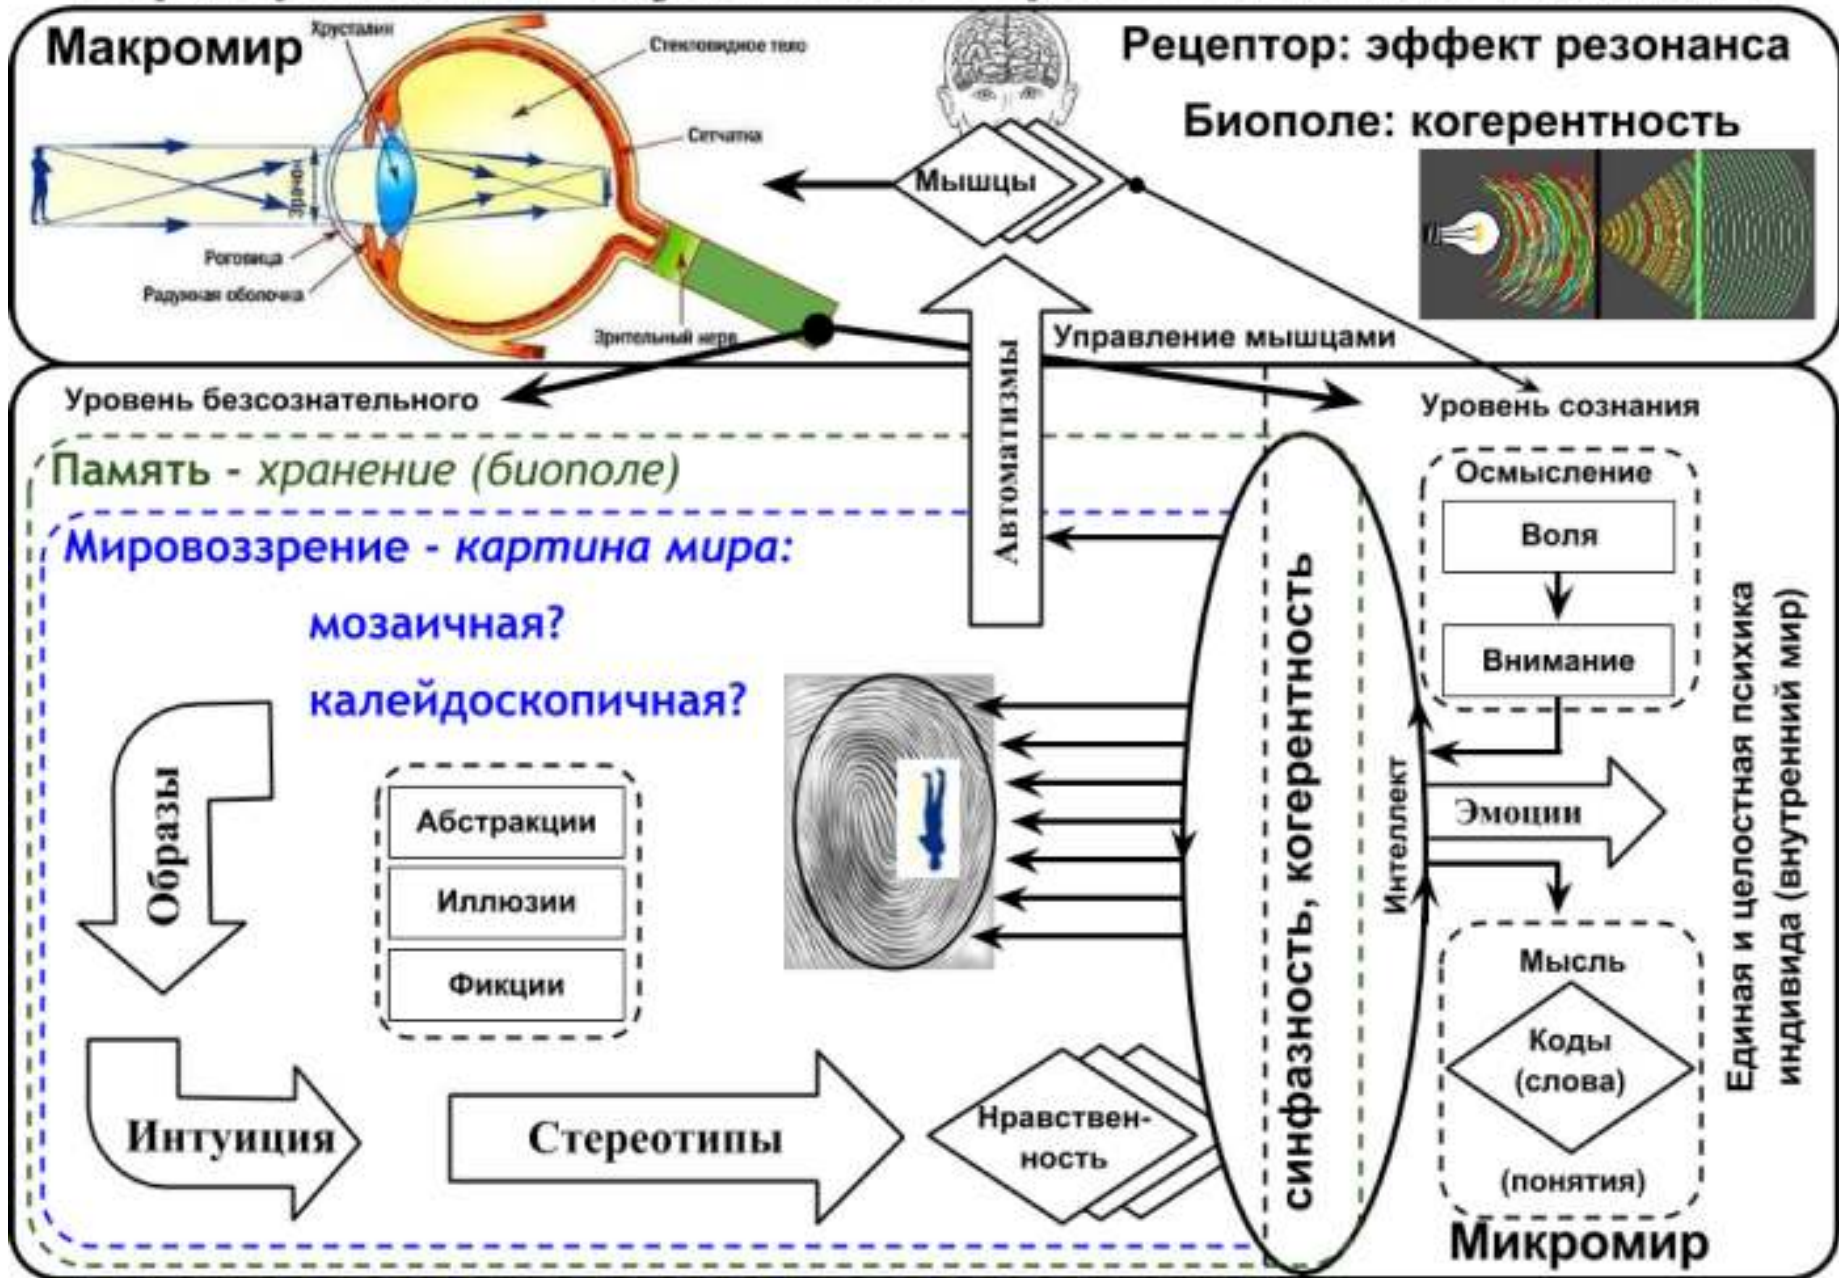 Макромир
Хрусталин
Стекловидное тело
Сетчатка
Зрачок
Роговица
Радужная оболочка
Зрительный нерв
Мышцы
Рецептор: эффект резонанса
Биополе: когерентность
Управление мышцами
Уровень безсознательного
Уровень сознания
Автоматизмы
Память - хранение (биополе)
Мировоззрение - картина мира:
мозаичная?
калейдоскопичная?
Образы
Абстракции
Иллюзии
Фикции
Интуиция
Стереотипы
Нравствен-
ность
синфазность, когерентность
Интеллект
Осмысление
Воля
Внимание
Эмоции
Мысль
Коды
(слова)
(понятия)
Единая и целостная психика
индивида (внутренний мир)
Микромир